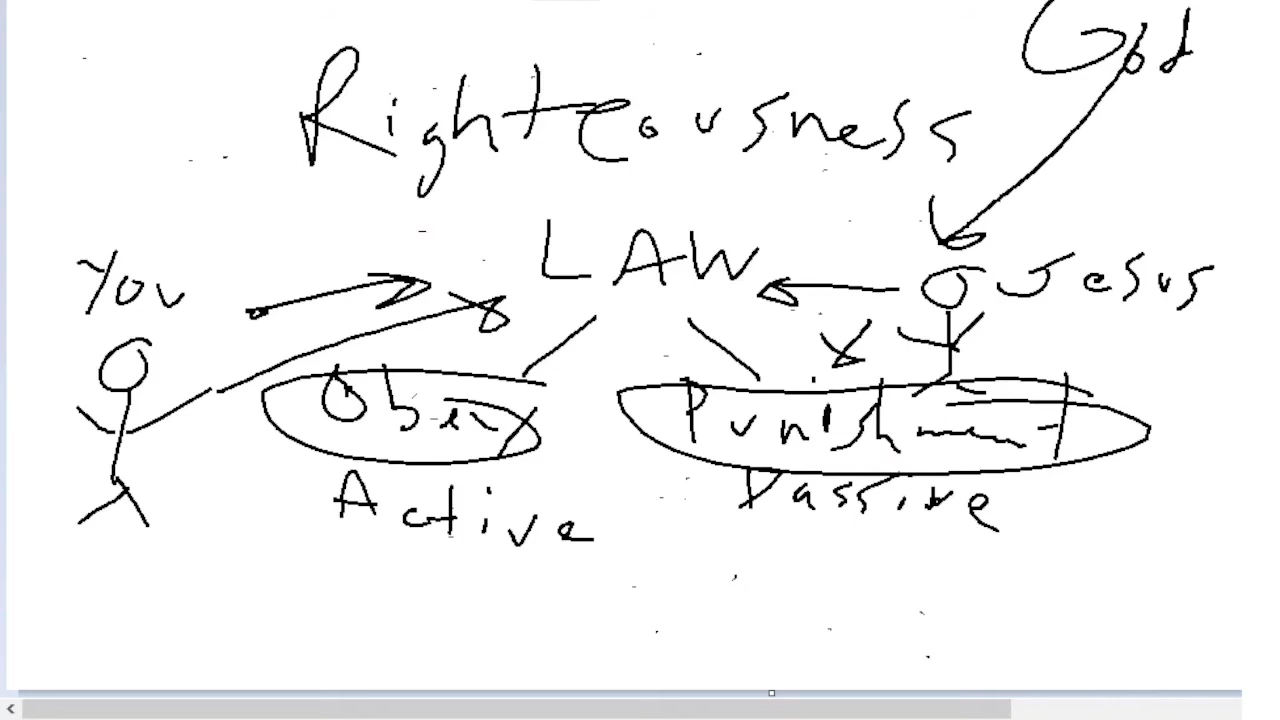 God
Righteousness
LAW
You
Jesus
Obey
Punishment
Active
Passive